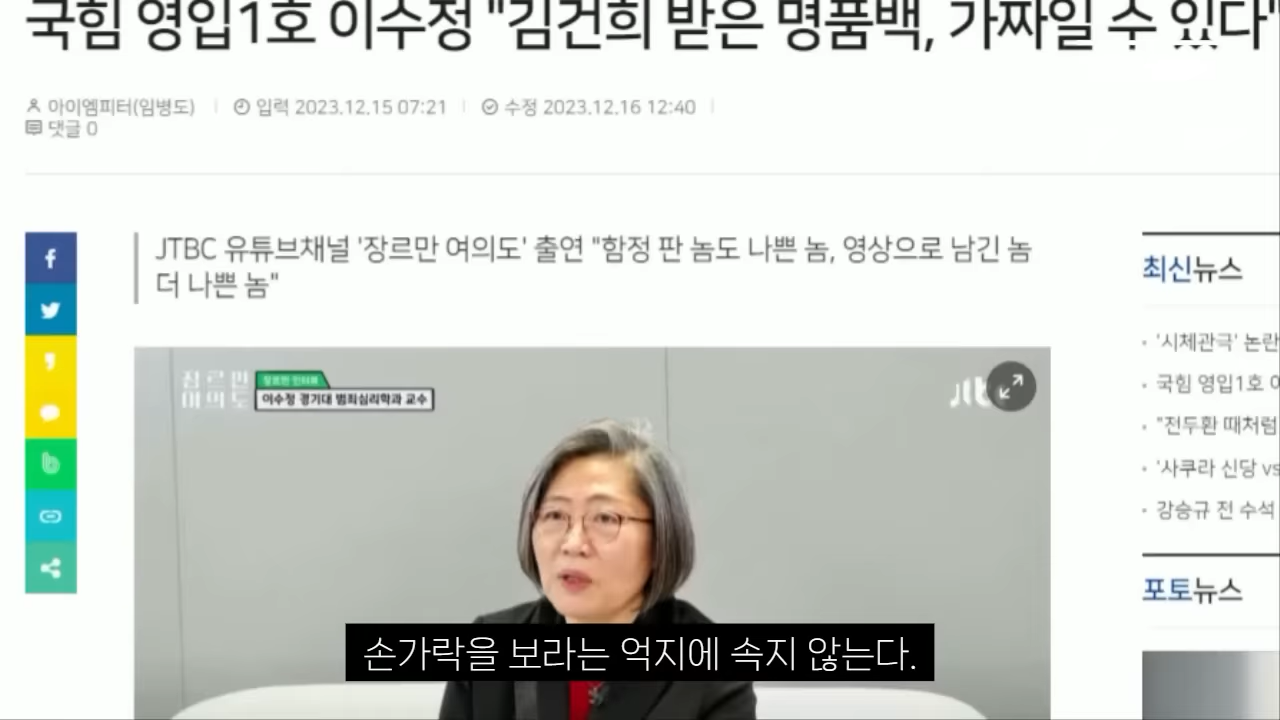 국힘 영입1호 이수정 "김건희 받은 명품백, 가짜일 수 있다"
아이엠피터(임병도) 입력 2023.12.15 07:21 수정 2023.12.16 12:40
댓글 0
JTBC 유튜브채널 '장르만 여의도' 출연 "함정 판 놈도 나쁜 놈, 영상으로 남긴 놈
더 나쁜 놈"
최신뉴스
'시체관극' 논란
국힘 영입1호 이
"전두환 때처럼
'사쿠라 신당 vs
강승규 전 수석
포토뉴스
장르만
여의도
장르만 인터뷰
이수정 경기대 범죄심리학과 교수
jtb
손가락을 보라는 억지에 속지 않는다.